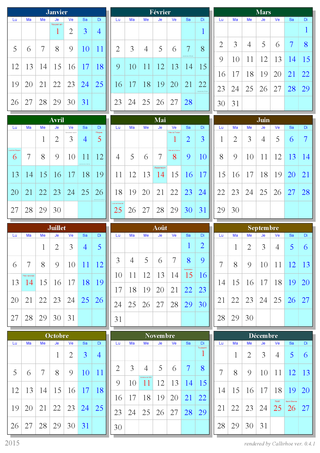 Janvier
Lu Ma Me Je Ve Sa Di
1 2 3 4
5 6 7 8 9 10 11
12 13 14 15 16 17 18
19 20 21 22 23 24 25
26 27 28 29 30 31
Février
Lu Ma Me Je Ve Sa Di
1
2 3 4 5 6 7 8
9 10 11 12 13 14 15
16 17 18 19 20 21 22
23 24 25 26 27 28
Mars
Lu Ma Me Je Ve Sa Di
1
2 3 4 5 6 7 8
9 10 11 12 13 14 15
16 17 18 19 20 21 22
23 24 25 26 27 28 29
30 31
Avril
Lu Ma Me Je Ve Sa Di
1 2 3 4 5
6 7 8 9 10 11 12
13 14 15 16 17 18 19
20 21 22 23 24 25 26
27 28 29 30
Mai
Lu Ma Me Je Ve Sa Di
1 2 3
4 5 6 7 8 9 10
11 12 13 14 15 16 17
18 19 20 21 22 23 24
25 26 27 28 29 30 31
Juin
Lu Ma Me Je Ve Sa Di
1 2 3 4 5 6 7
8 9 10 11 12 13 14
15 16 17 18 19 20 21
22 23 24 25 26 27 28
29 30
Juillet
Lu Ma Me Je Ve Sa Di
1 2 3 4 5
6 7 8 9 10 11 12
13 14 15 16 17 18 19
20 21 22 23 24 25 26
27 28 29 30 31
Août
Lu Ma Me Je Ve Sa Di
1 2
3 4 5 6 7 8 9
10 11 12 13 14 15 16
17 18 19 20 21 22 23
24 25 26 27 28 29 30
31
Septembre
Lu Ma Me Je Ve Sa Di
1 2 3 4 5 6
7 8 9 10 11 12 13
14 15 16 17 18 19 20
21 22 23 24 25 26 27
28 29 30
Octobre
Lu Ma Me Je Ve Sa Di
1 2 3 4
5 6 7 8 9 10 11
12 13 14 15 16 17 18
19 20 21 22 23 24 25
26 27 28 29 30 31
Novembre
Lu Ma Me Je Ve Sa Di
1
2 3 4 5 6 7 8
9 10 11 12 13 14 15
16 17 18 19 20 21 22
23 24 25 26 27 28 29
30
Décembre
Lu Ma Me Je Ve Sa Di
1 2 3 4 5 6
7 8 9 10 11 12 13
14 15 16 17 18 19 20
21 22 23 24 25 26 27
28 29 30 31
2015
rendered by Callirhoe ver. 0.4.1